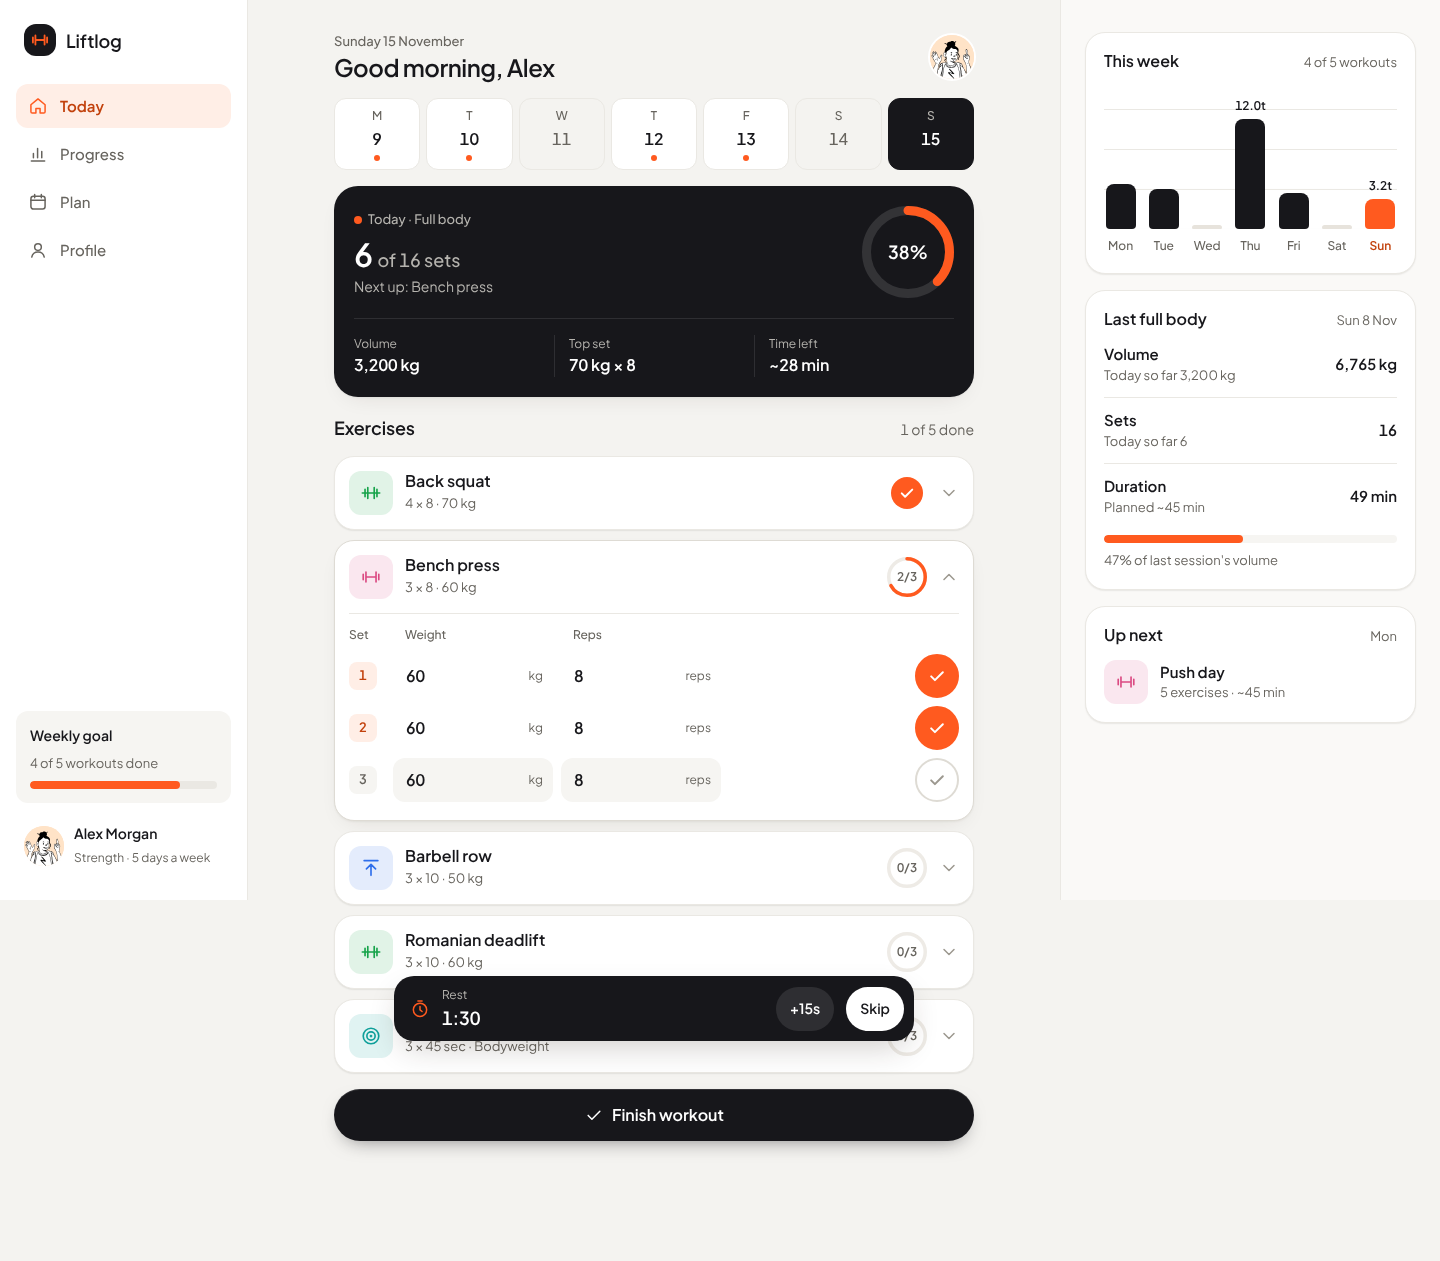 Liftlog
Today
Progress
Plan
Profile
Weekly goal
4 of 5 workouts done
Alex Morgan
Strength · 5 days a week
Sunday 15 November
Good morning, Alex
M T W T F S S
9 10 11 12 13 14 15
Today · Full body
6 of 16 sets
Next up: Bench press
38%
Volume Top set Time left
3,200 kg 70 kg × 8 ~28 min
Exercises 1 of 5 done
Back squat
4 × 8 · 70 kg
Bench press
3 × 8 · 60 kg
2/3
Set Weight Reps
1 60 kg 8 reps
2 60 kg 8 reps
3 60 kg 8 reps
Barbell row
3 × 10 · 50 kg
0/3
Romanian deadlift
3 × 10 · 60 kg
0/3
Rest
1:30
+15s
Skip
3 × 45 sec · Bodyweight
/3
Finish workout
This week 4 of 5 workouts
12.0t
3.2t
Mon Tue Wed Thu Fri Sat Sun
Last full body Sun 8 Nov
Volume
Today so far 3,200 kg
6,765 kg
Sets
Today so far 6
16
Duration
Planned ~45 min
49 min
47% of last session's volume
Up next Mon
Push day
5 exercises · ~45 min